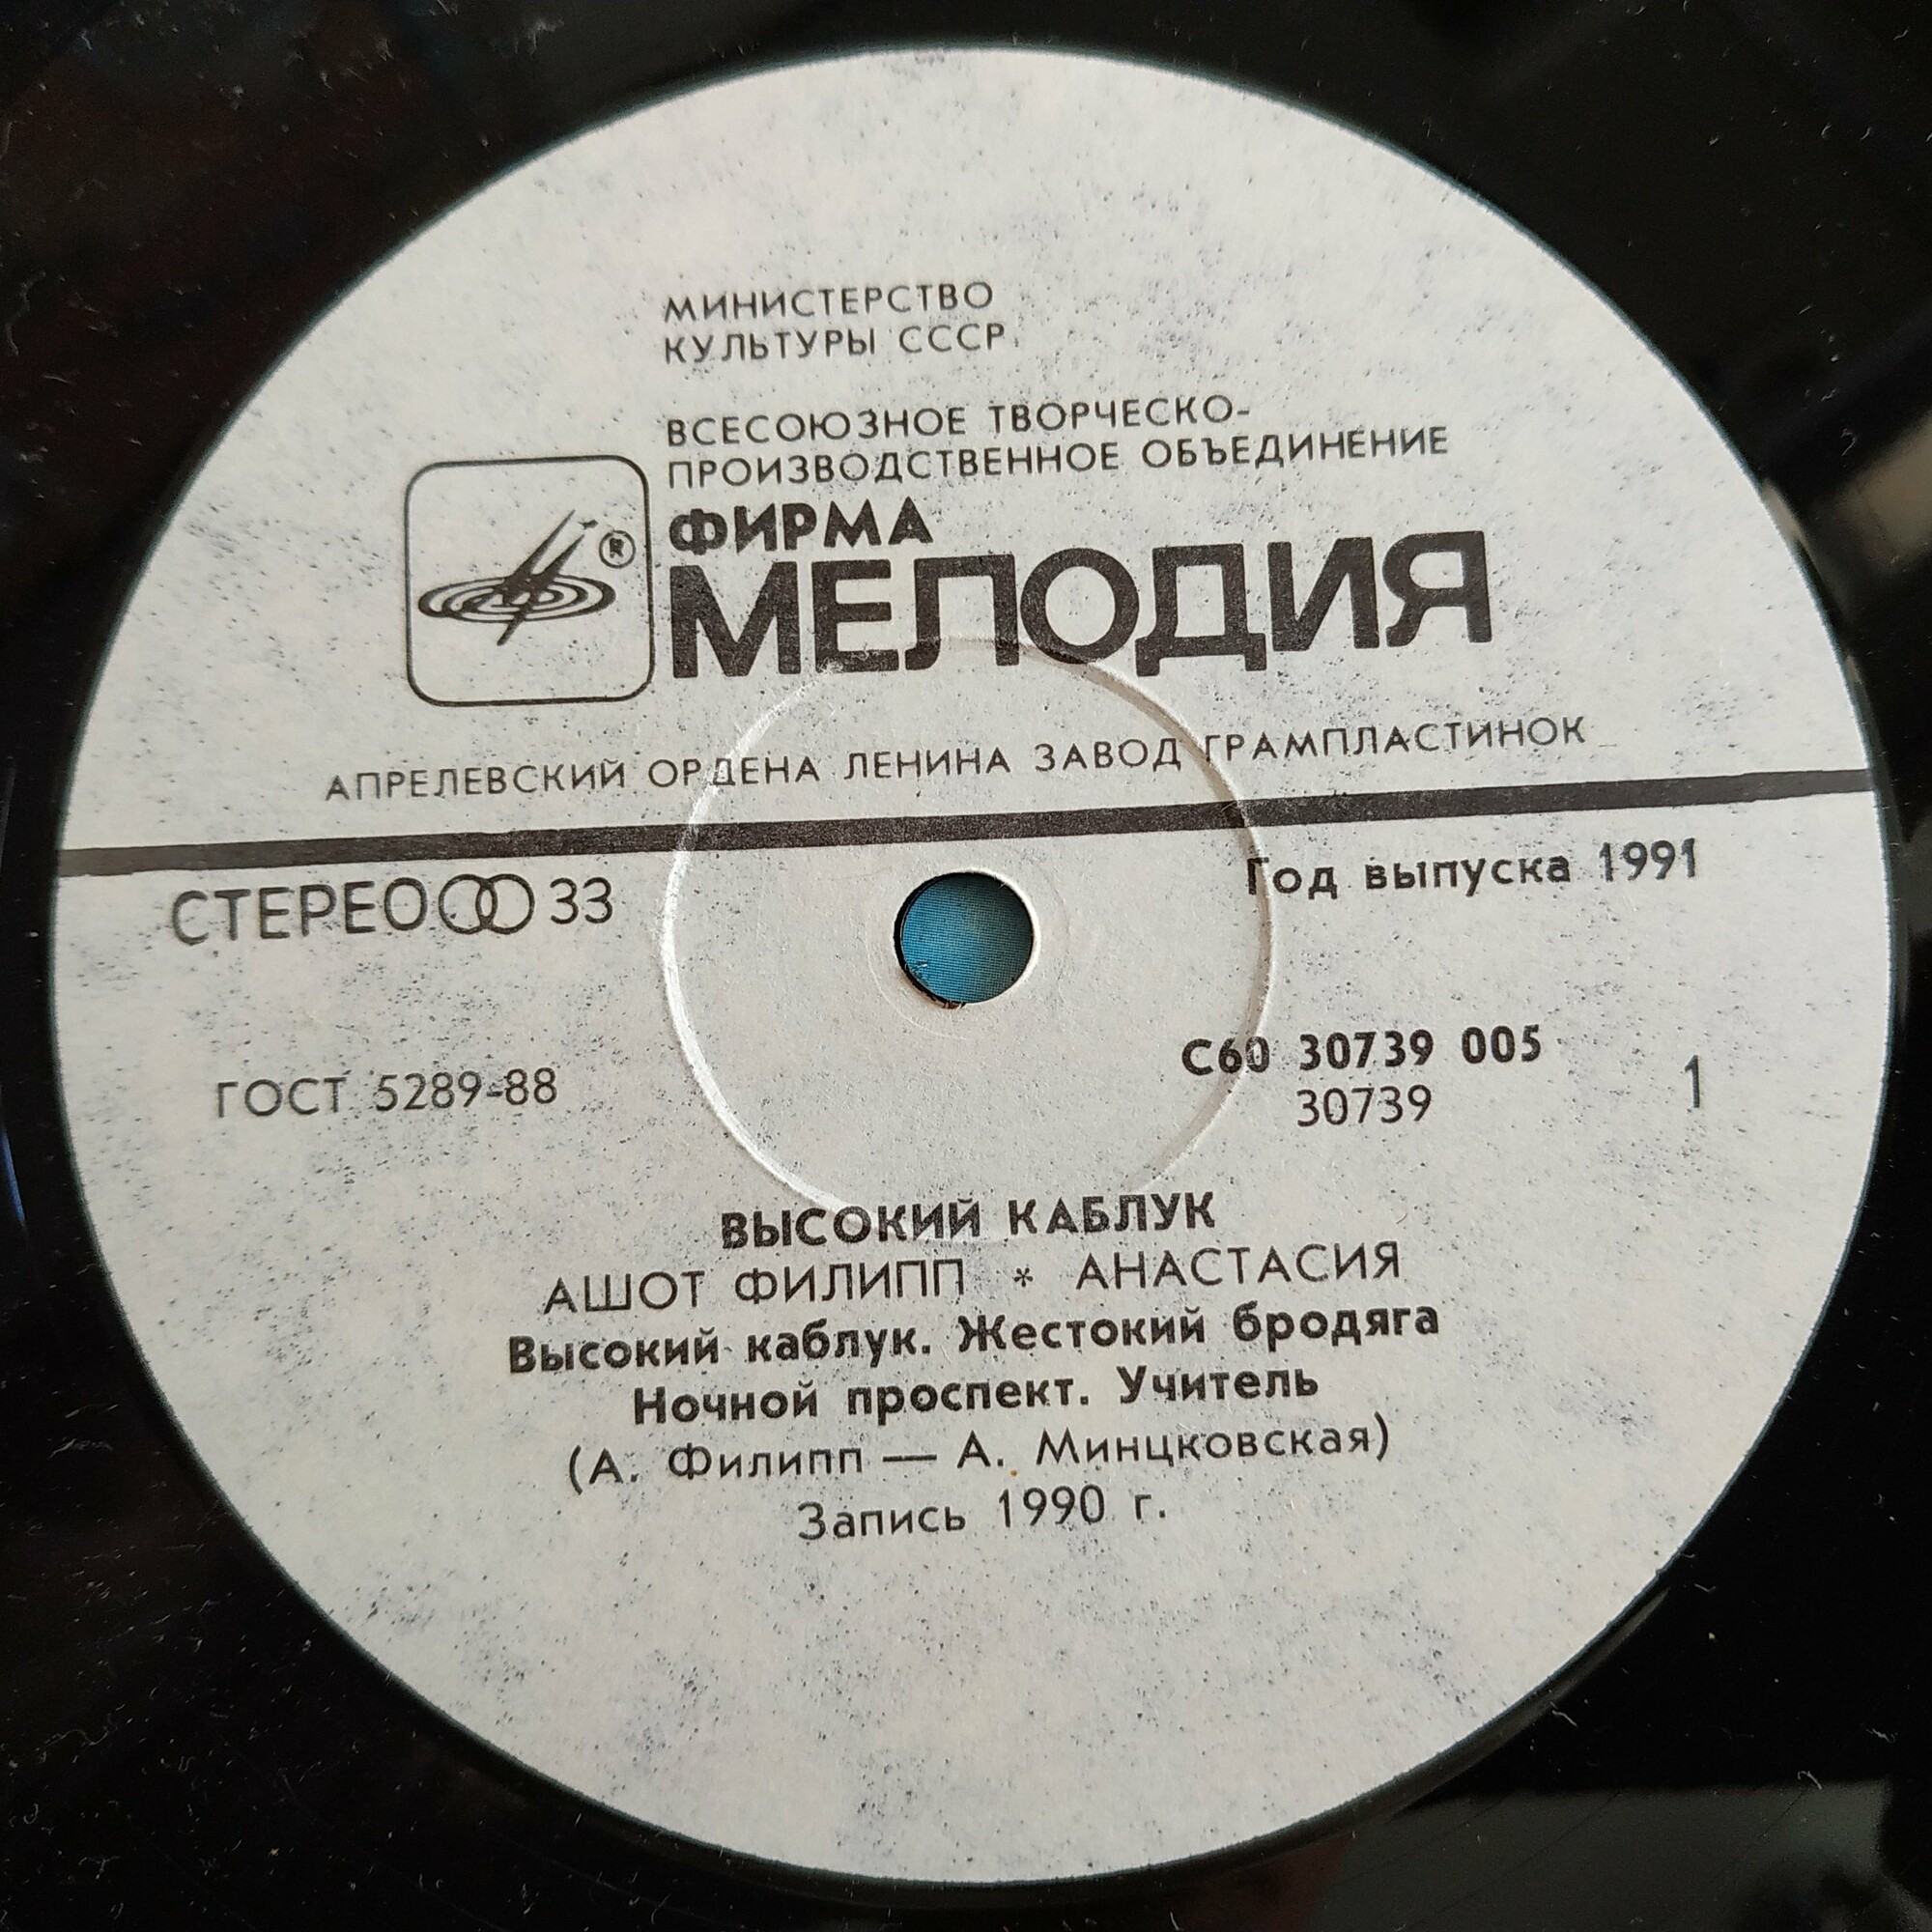 МИНИСТЕРСТВО
КУЛЬТУРЫ СССР
ВСЕСОЮЗНОЕ ТВОРЧЕСКО-
ПРОИЗВОДСТВЕННОЕ ОБЪЕДИНЕНИЕ
ФИРМА
®
МЕЛОДИЯ
АПРЕЛЕВСКИЙ ОРДЕНА ЛЕНИНА ЗАВОД ГРАМПЛАСТИНОК
СТЕРЕО 33
Год выпуска 1991
ГОСТ 5289-88
С60 30739 005
30739
1
ВЫСОКИЙ КАБЛУК
АШОТ ФИЛИПП * АНАСТАСИЯ
Высокий каблук. Жестокий бродяга
Ночной проспект. Учитель
(А. Филипп — А. Минцковская)
Запись 1990 г.